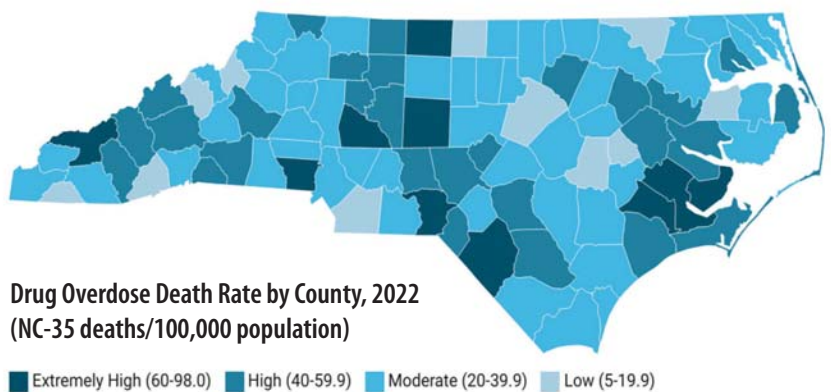 Drug Overdose Death Rate by County, 2022
(NC-35 deaths/100,000 population)
Extremely High (60-98.0) High (40-59.9) Moderate (20-39.9) Low (5-19.9)